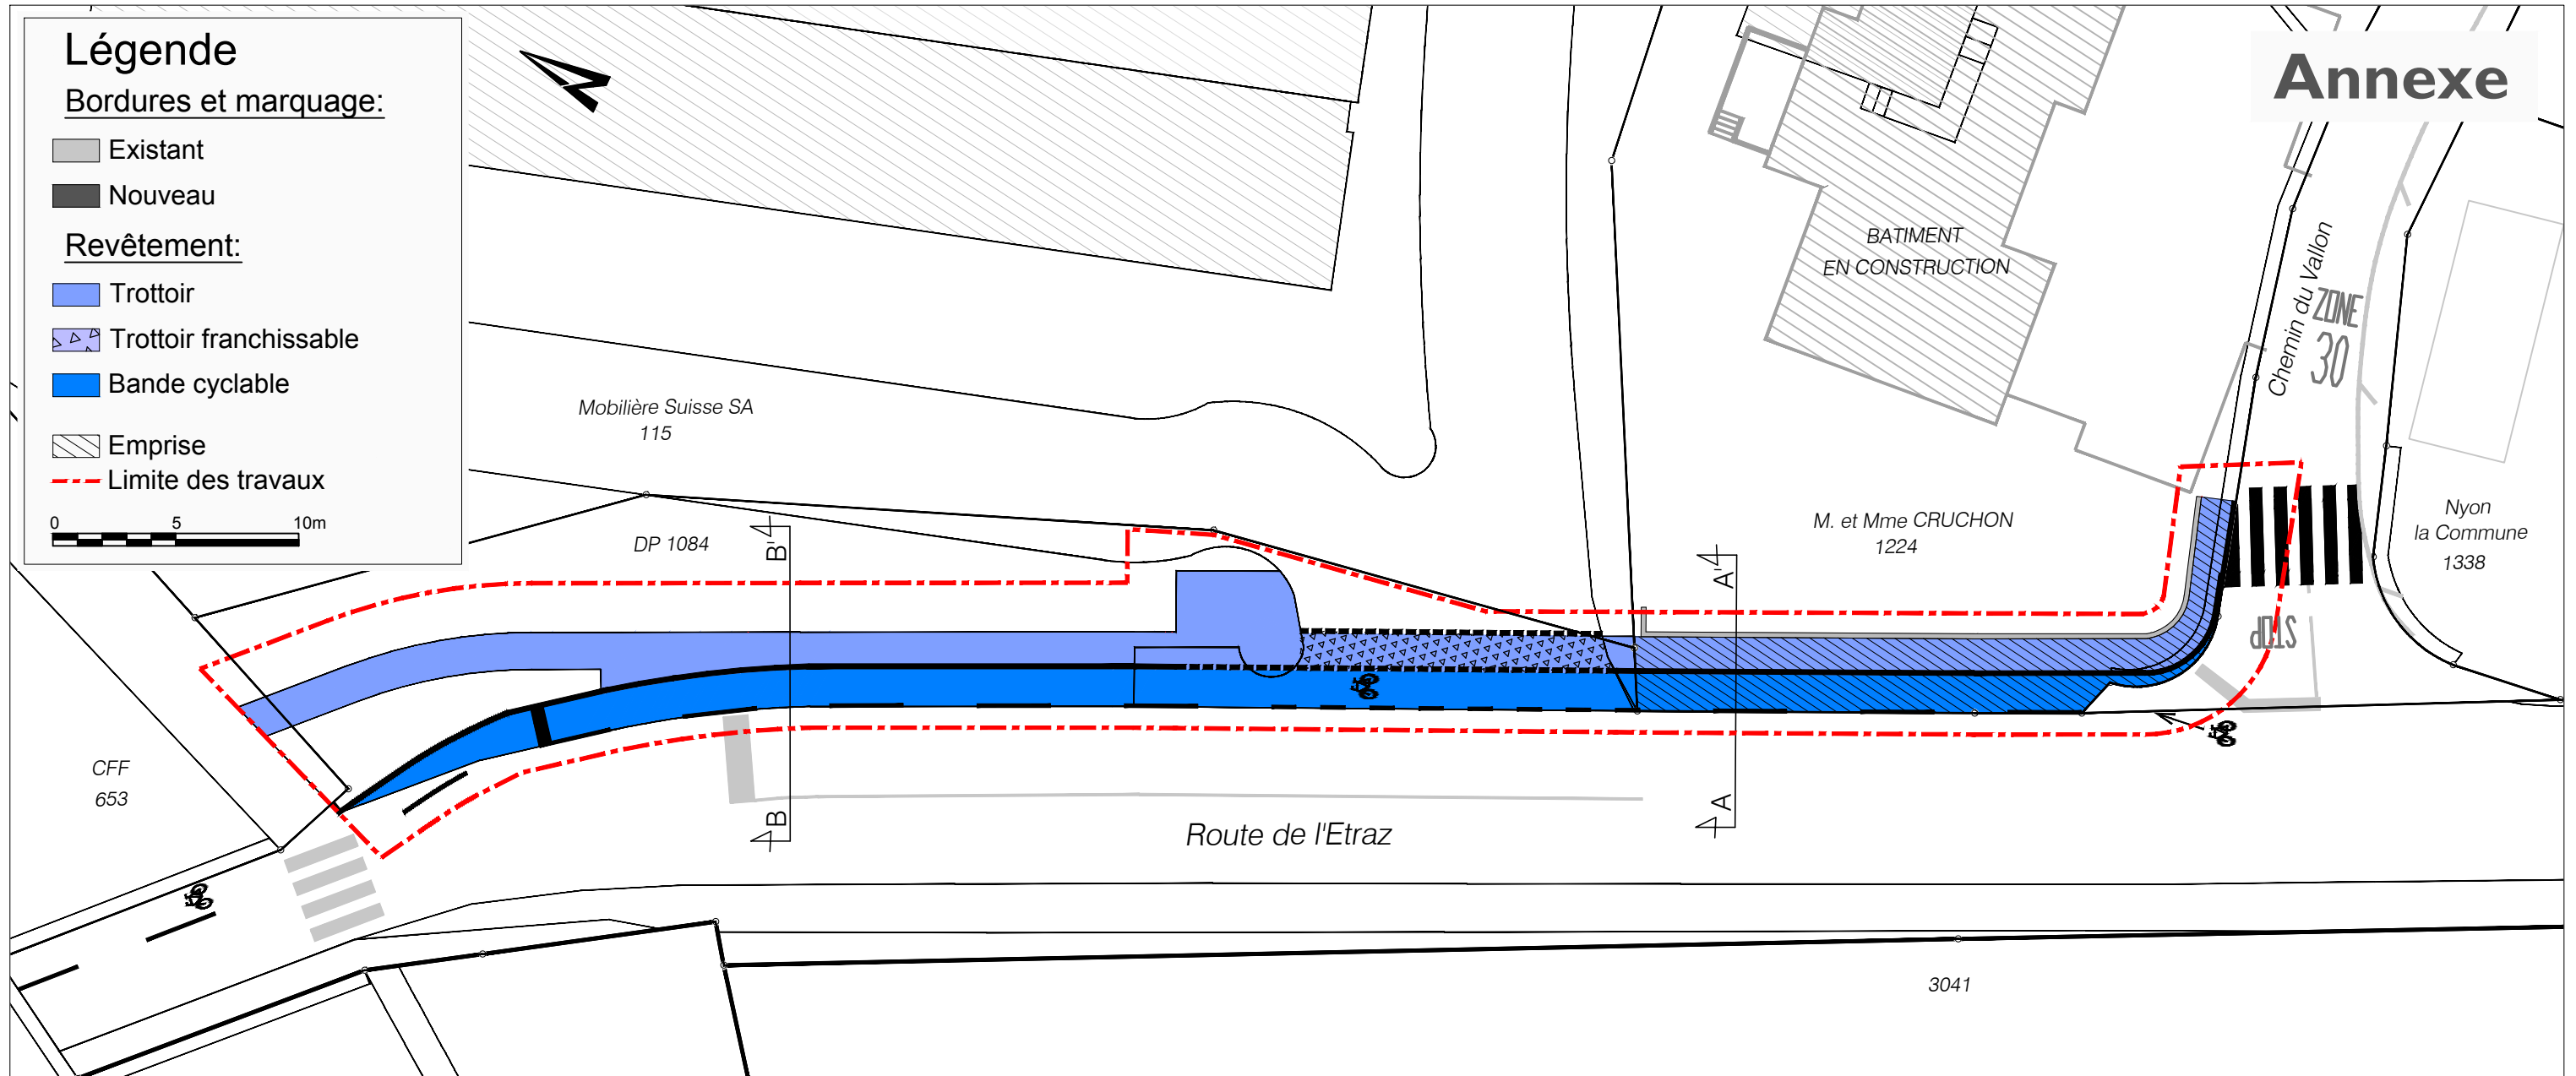 Légende
Bordures et marquage:
Existant
Nouveau
Revêtement:
Trottoir
Trottoir franchissable
Bande cyclable
Emprise
Limite des travaux
0 5 10m
Annexe
BATIMENT
EN CONSTRUCTION
Chemin du Vallon
ZONE
30
Mobilière Suisse SA
115
DP 1084
B'
A'
M. et Mme CRUCHON
1224
Nyon
la Commune
1338
STOP
CFF
653
B
A
Route de l'Etraz
3041